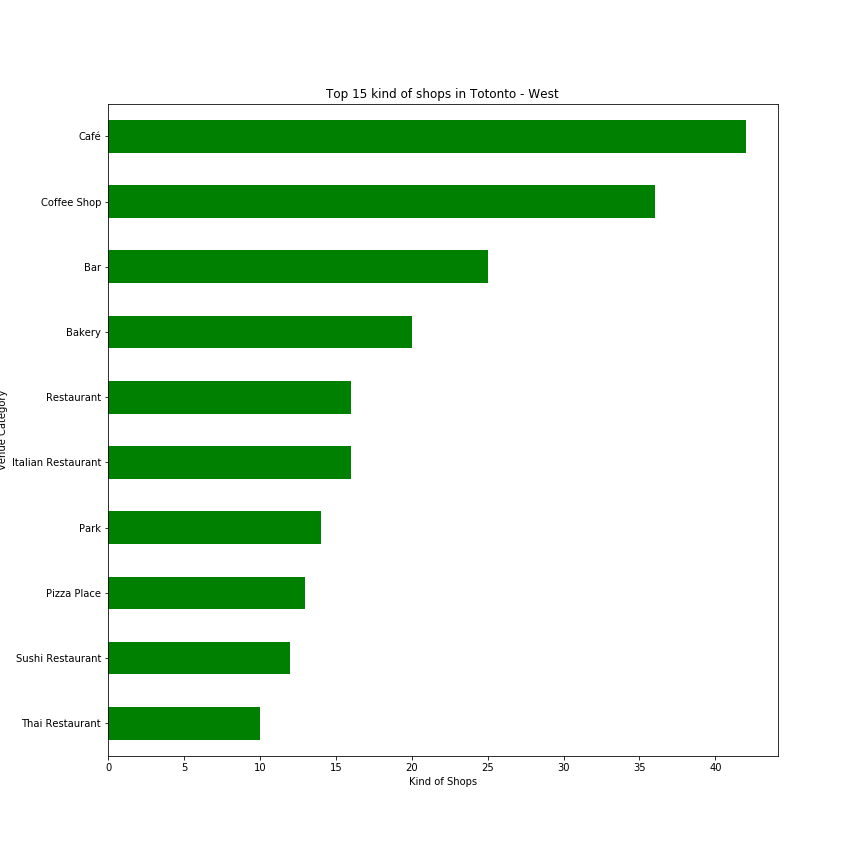 Top 15 kind of shops in Totonto - West
Café
Coffee Shop
Bar
Bakery
Restaurant
Italian Restaurant
Park
Pizza Place
Sushi Restaurant
Thai Restaurant
Venue Category
0 5 10 15 20 25 30 35 40
Kind of Shops